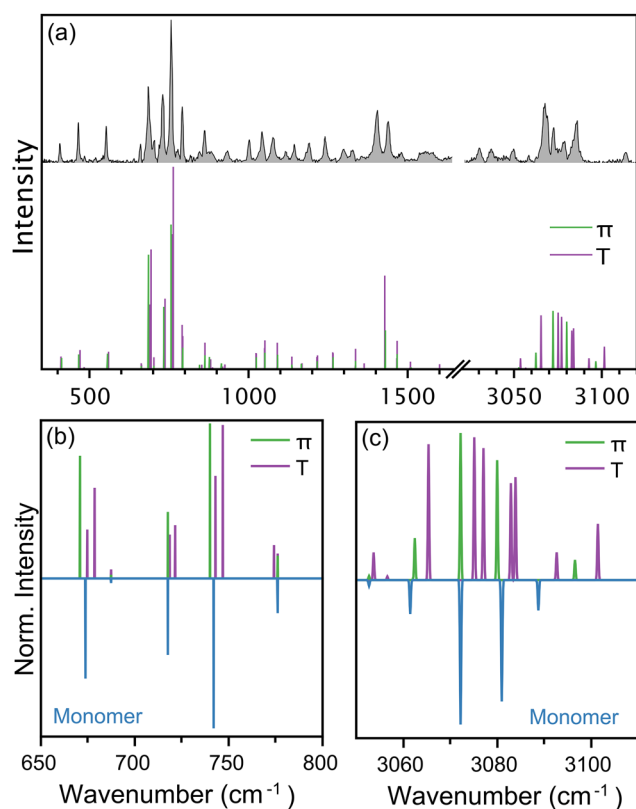 (a)
Intensity
π
T
500
1000
1500
3050
3100
(b)
π
T
Norm. Intensity
Monomer
650
700
750
800
Wavenumber (cm⁻¹)
(c)
π
T
Monomer
3060
3080
3100
Wavenumber (cm⁻¹)